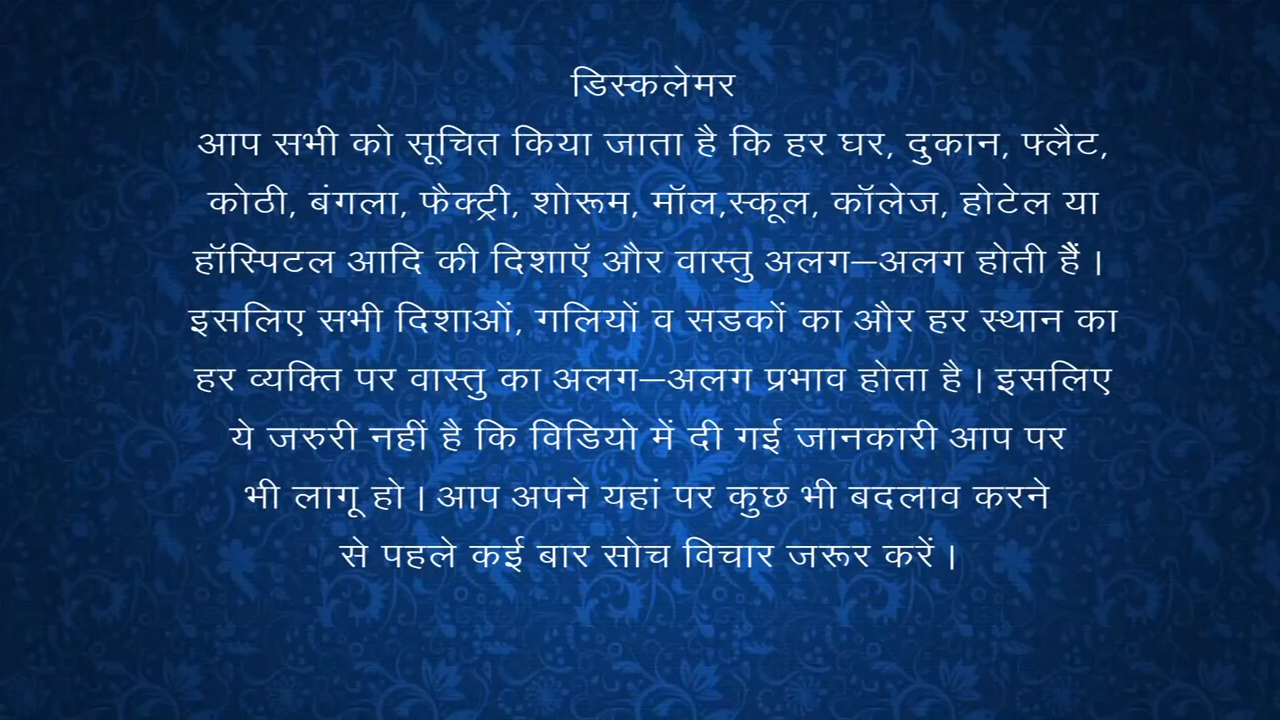 डिस्कलेमर
आप सभी को सूचित किया जाता है कि हर घर, दुकान, फ्लैट,
कोठी, बंगला, फैक्ट्री, शोरूम, मॉल,स्कूल, कॉलेज, होटेल या
हॉस्पिटल आदि की दिशाऍ और वास्तु अलग–अलग होती हैं ।
इसलिए सभी दिशाओं, गलियों व सडकों का और हर स्थान का
हर व्यक्ति पर वास्तु का अलग–अलग प्रभाव होता है । इसलिए
ये जरुरी नहीं है कि विडियो में दी गई जानकारी आप पर
भी लागू हो । आप अपने यहां पर कुछ भी बदलाव करने
से पहले कई बार सोच विचार जरूर करें ।